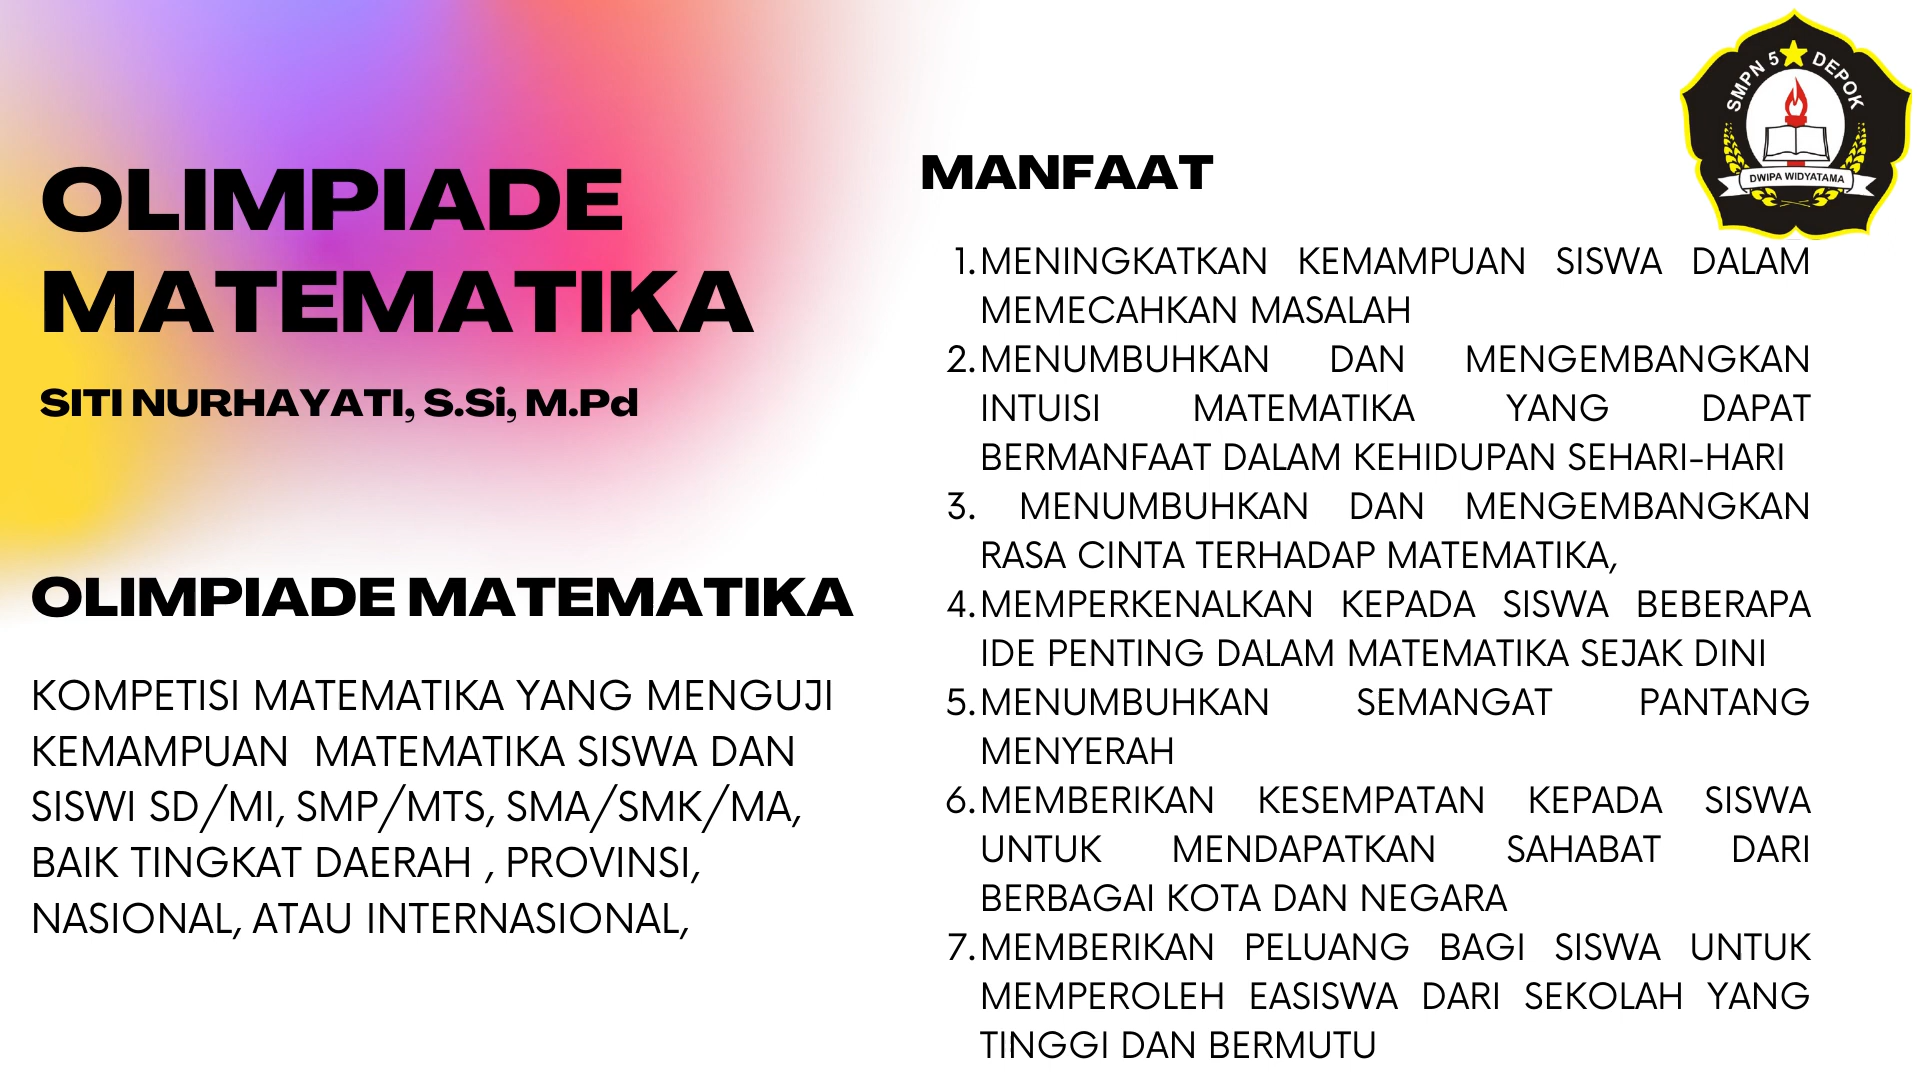 OLIMPIADE
MATEMATIKA
SITI NURHAYATI, S.Si, M.Pd
OLIMPIADE MATEMATIKA
KOMPETISI MATEMATIKA YANG MENGUJI
KEMAMPUAN  MATEMATIKA SISWA DAN
SISWI SD/MI, SMP/MTS, SMA/SMK/MA,
BAIK TINGKAT DAERAH , PROVINSI,
NASIONAL, ATAU INTERNASIONAL,
MANFAAT
1. MENINGKATKAN KEMAMPUAN SISWA DALAM
MEMECAHKAN MASALAH
2. MENUMBUHKAN DAN MENGEMBANGKAN
INTUISI MATEMATIKA YANG DAPAT
BERMANFAAT DALAM KEHIDUPAN SEHARI-HARI
3. MENUMBUHKAN DAN MENGEMBANGKAN
RASA CINTA TERHADAP MATEMATIKA,
4. MEMPERKENALKAN KEPADA SISWA BEBERAPA
IDE PENTING DALAM MATEMATIKA SEJAK DINI
5. MENUMBUHKAN SEMANGAT PANTANG
MENYERAH
6. MEMBERIKAN KESEMPATAN KEPADA SISWA
UNTUK MENDAPATKAN SAHABAT DARI
BERBAGAI KOTA DAN NEGARA
7. MEMBERIKAN PELUANG BAGI SISWA UNTUK
MEMPEROLEH EASISWA DARI SEKOLAH YANG
TINGGI DAN BERMUTU
SMPN 5 DEPOK
DWIPA WIDYATAMA